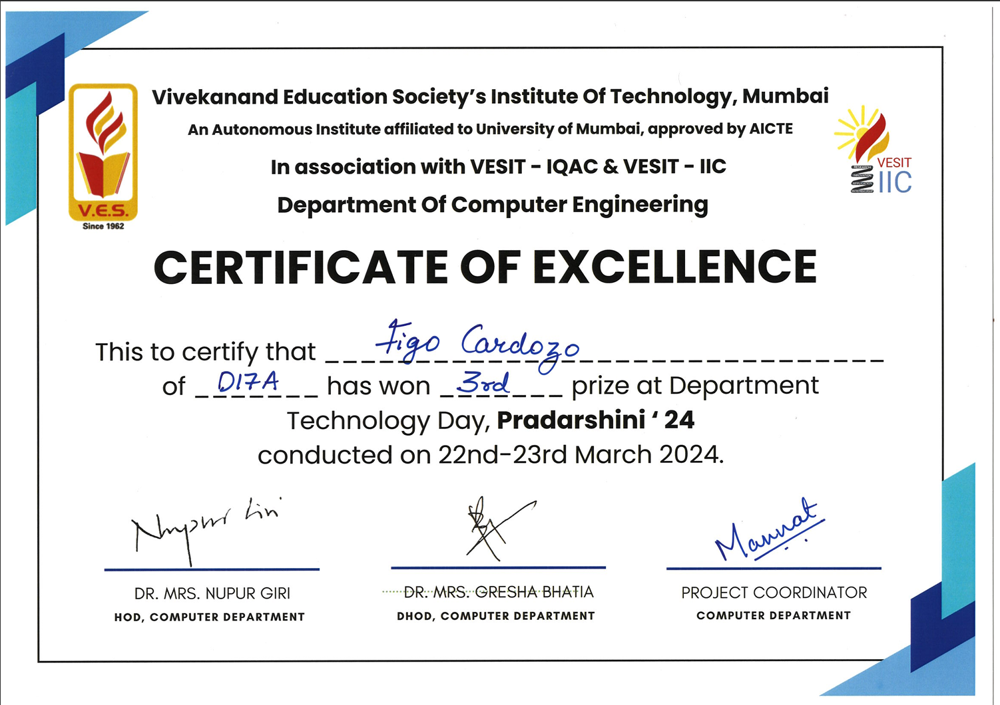 Vivekanand Education Society's Institute Of Technology, Mumbai
An Autonomous Institute affiliated to University of Mumbai, approved by AICTE
In association with VESIT - IQAC & VESIT - IIC
Department Of Computer Engineering
V.E.S.
Since 1962
VESIT
IIC
CERTIFICATE OF EXCELLENCE
This to certify that Figo Cardozo
of D17A has won 3rd prize at Department
Technology Day, Pradarshini ‘ 24
conducted on 22nd-23rd March 2024.
Nupur Giri
Mannat
DR. MRS. NUPUR GIRI
HOD, COMPUTER DEPARTMENT
DR. MRS. GRESHA BHATIA
DHOD, COMPUTER DEPARTMENT
PROJECT COORDINATOR
COMPUTER DEPARTMENT